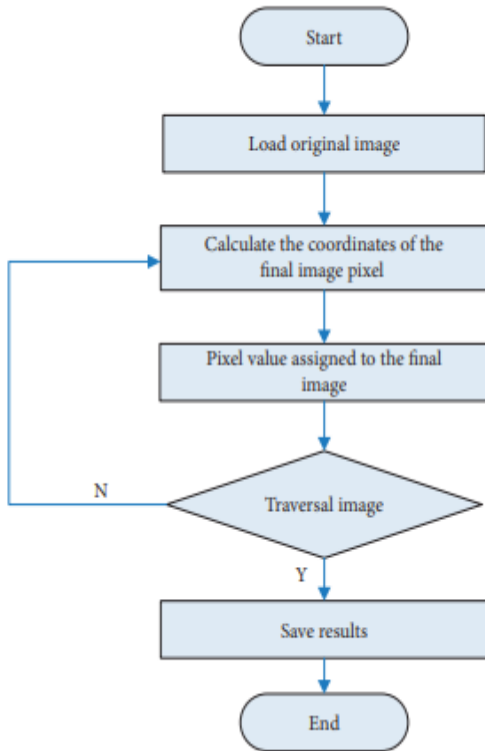 Start
Load original image
Calculate the coordinates of the
final image pixel
Pixel value assigned to the final
image
N
Traversal image
Y
Save results
End